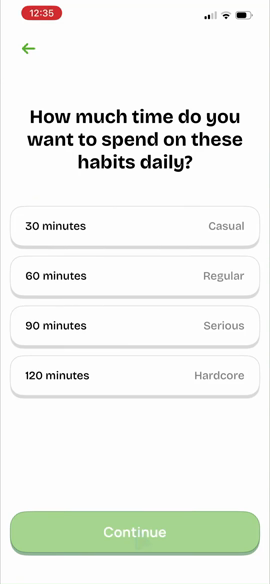 12:35
How much time do you
want to spend on these
habits daily?
30 minutes Casual
60 minutes Regular
90 minutes Serious
120 minutes Hardcore
Continue